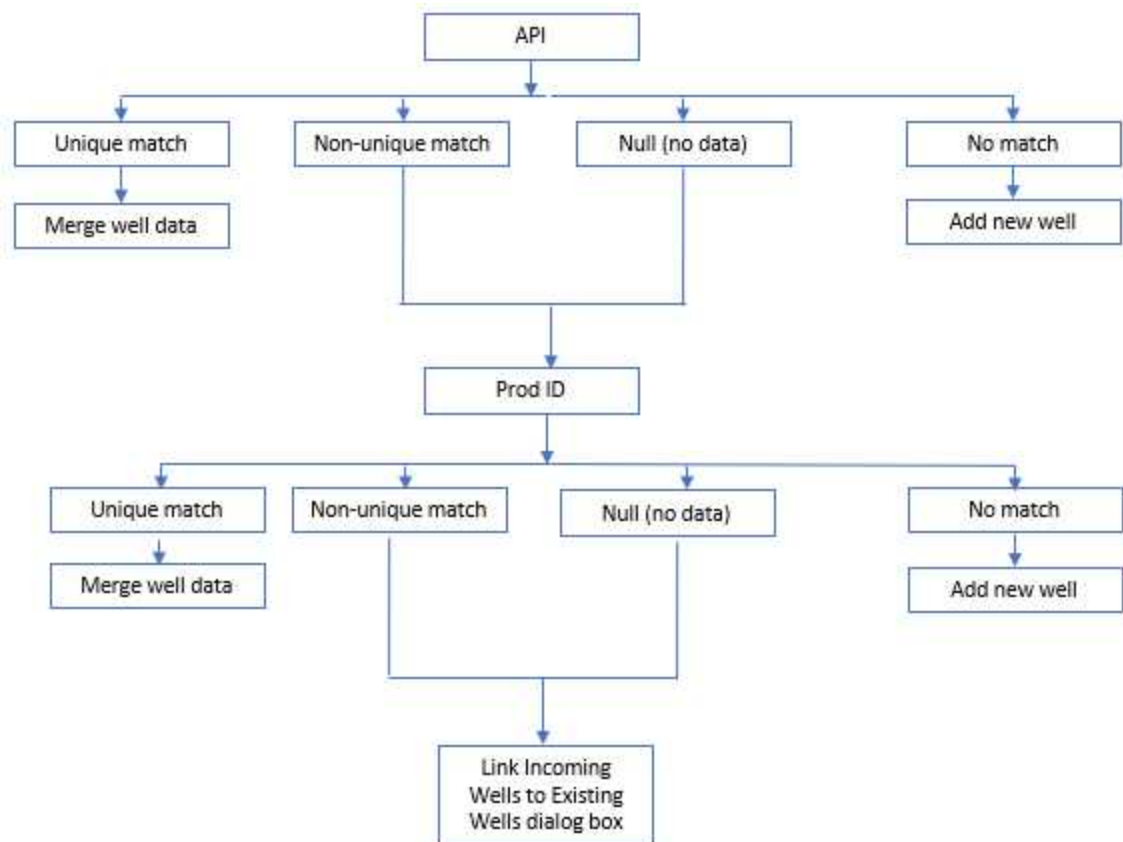 API
Unique match
Non-unique match
Null (no data)
No match
Merge well data
Add new well
Prod ID
Unique match
Non-unique match
Null (no data)
No match
Merge well data
Add new well
Link Incoming
Wells to Existing
Wells dialog box